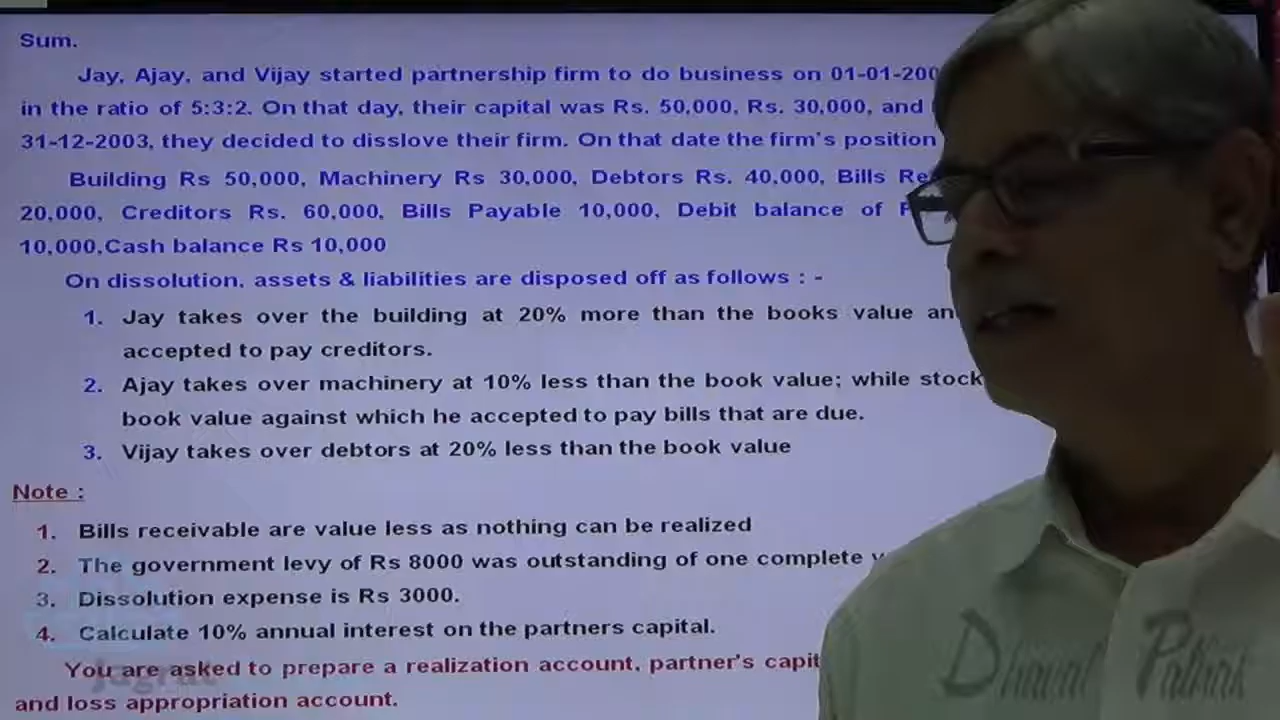 Sum.
Jay, Ajay, and Vijay started partnership firm to do business on 01-01-200
in the ratio of 5:3:2. On that day, their capital was Rs. 50,000, Rs. 30,000, and
31-12-2003, they decided to disslove their firm. On that date the firm's position
Building Rs 50,000, Machinery Rs 30,000, Debtors Rs. 40,000, Bills Re
20,000, Creditors Rs. 60,000, Bills Payable 10,000, Debit balance of
10,000,Cash balance Rs 10,000
On dissolution, assets & liabilities are disposed off as follows : -
1. Jay takes over the building at 20% more than the books value an
accepted to pay creditors.
2. Ajay takes over machinery at 10% less than the book value; while stock
book value against which he accepted to pay bills that are due.
3. Vijay takes over debtors at 20% less than the book value
Note :
1. Bills receivable are value less as nothing can be realized
2. The government levy of Rs 8000 was outstanding of one complete
3. Dissolution expense is Rs 3000.
4. Calculate 10% annual interest on the partners capital.
You are asked to prepare a realization account, partner's capit
and loss appropriation account.
Dhaval Pathak